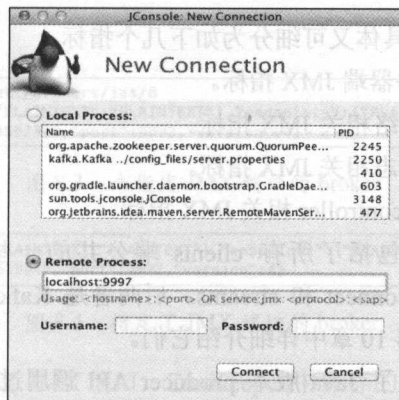 JConsole: New Connection
New Connection
Local Process:
Name PID
org.apache.zookeeper.server.quorum.QuorumPee... 2245
kafka.Kafka ../config_files/server.properties 2250
410
org.gradle.launcher.daemon.bootstrap.GradleDae... 603
sun.tools.jconsole.JConsole 3148
org.jetbrains.idea.maven.server.RemoteMavenSer... 477
Remote Process:
localhost:9997
Usage: <hostname>:<port> OR service:jmx:<protocol>:<sap>
Username: Password:
Connect Cancel